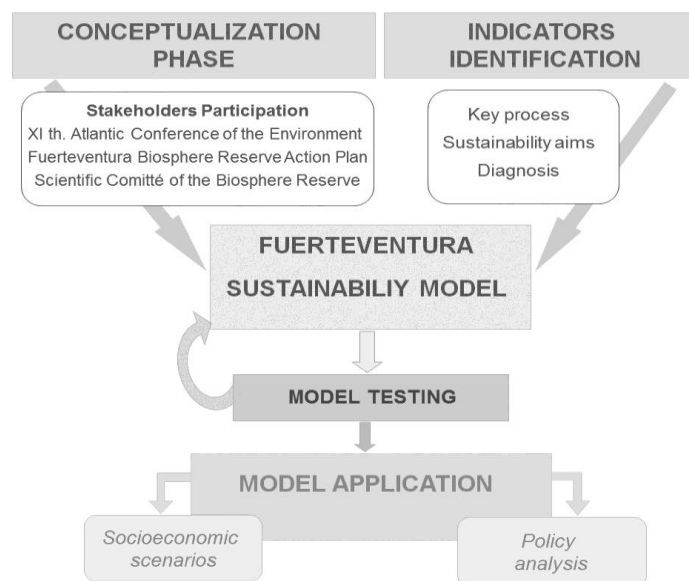 CONCEPTUALIZATION
PHASE
INDICATORS
IDENTIFICATION
Stakeholders Participation
XI th. Atlantic Conference of the Environment
Fuerteventura Biosphere Reserve Action Plan
Scientific Comitté of the Biosphere Reserve
Key process
Sustainability aims
Diagnosis
FUERTEVENTURA
SUSTAINABILIY MODEL
MODEL TESTING
MODEL APPLICATION
Socioeconomic
scenarios
Policy
analysis